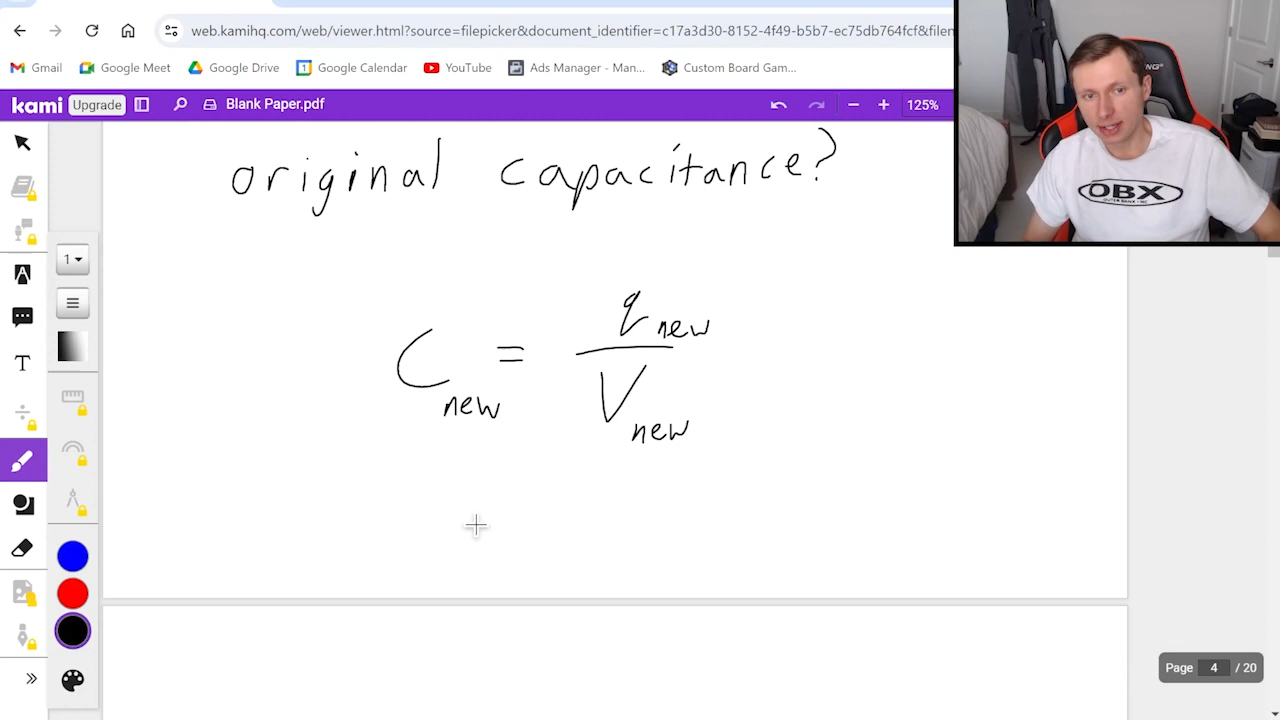 web.kamihq.com/web/viewer.html?source=filepicker&document_identifier=c17a3d30-8152-4f49-b5b7-ec75db764fcf&filen
Gmail Google Meet Google Drive 1 Google Calendar YouTube Ads Manager - Man... Custom Board Gam...
kami Upgrade Blank Paper.pdf 125%
OBX
original capacitance?
1
A
T
q new
C new =
V new
Page 4 / 20